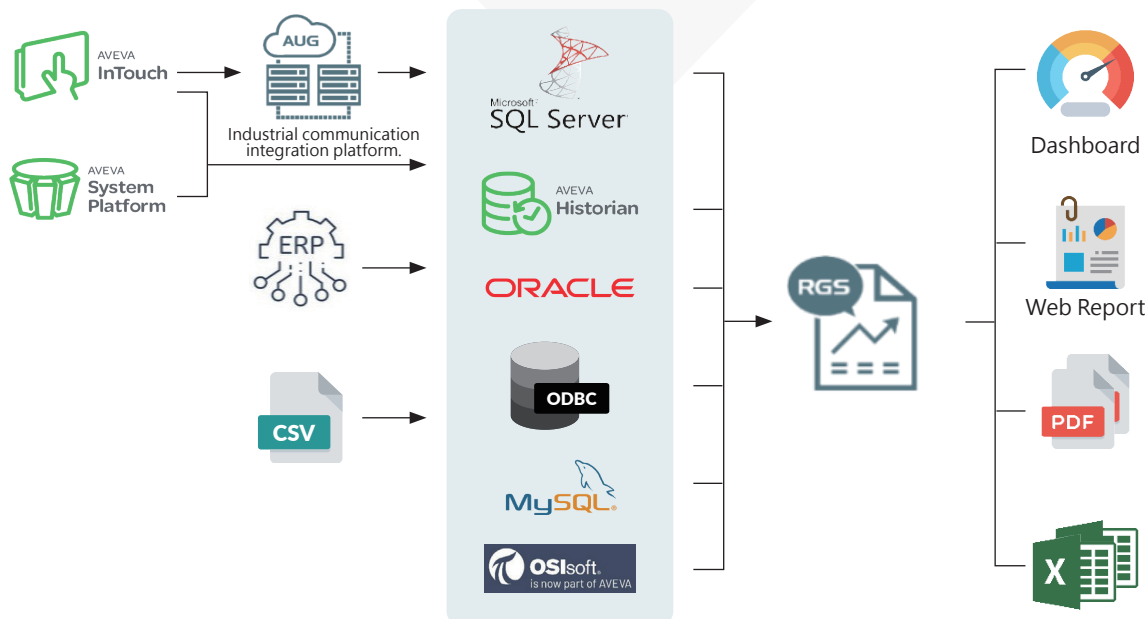 AVEVA
InTouch
AUG
Industrial communication
integration platform.
AVEVA
System
Platform
ERP
CSV
Microsoft®
SQL Server®
AVEVA
Historian
ORACLE
ODBC
MySQL®
OSIsoft®
is now part of AVEVA
RGS
Dashboard
Web Report
PDF
X